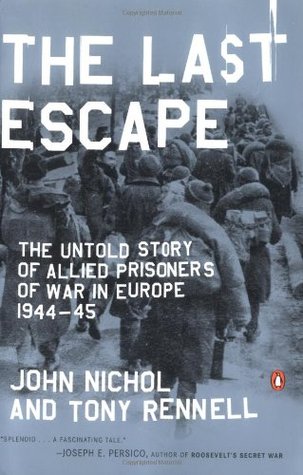 THE LAST
ESCAPE
THE UNTOLD STORY
OF ALLIED PRISONERS
OF WAR IN EUROPE
1944–45
JOHN NICHOL
AND TONY RENNELL
"SPLENDID . . . A FASCINATING TALE."
—JOSEPH E. PERSICO, AUTHOR OF ROOSEVELT'S SECRET WAR